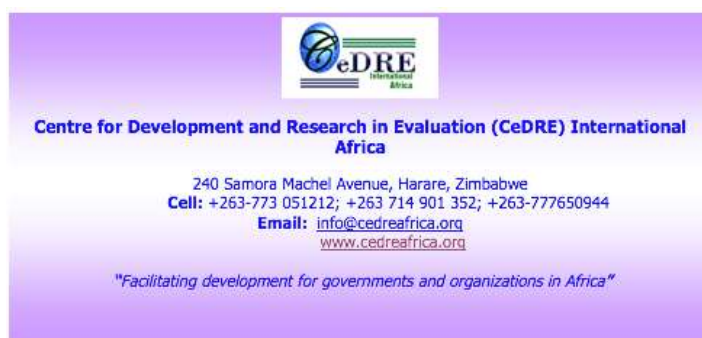 CeDRE
International
Africa
Centre for Development and Research in Evaluation (CeDRE) International
Africa
240 Samora Machel Avenue, Harare, Zimbabwe
Cell: +263-773 051212; +263 714 901 352; +263-777650944
Email: info@cedreafrica.org
www.cedreafrica.org
“Facilitating development for governments and organizations in Africa”